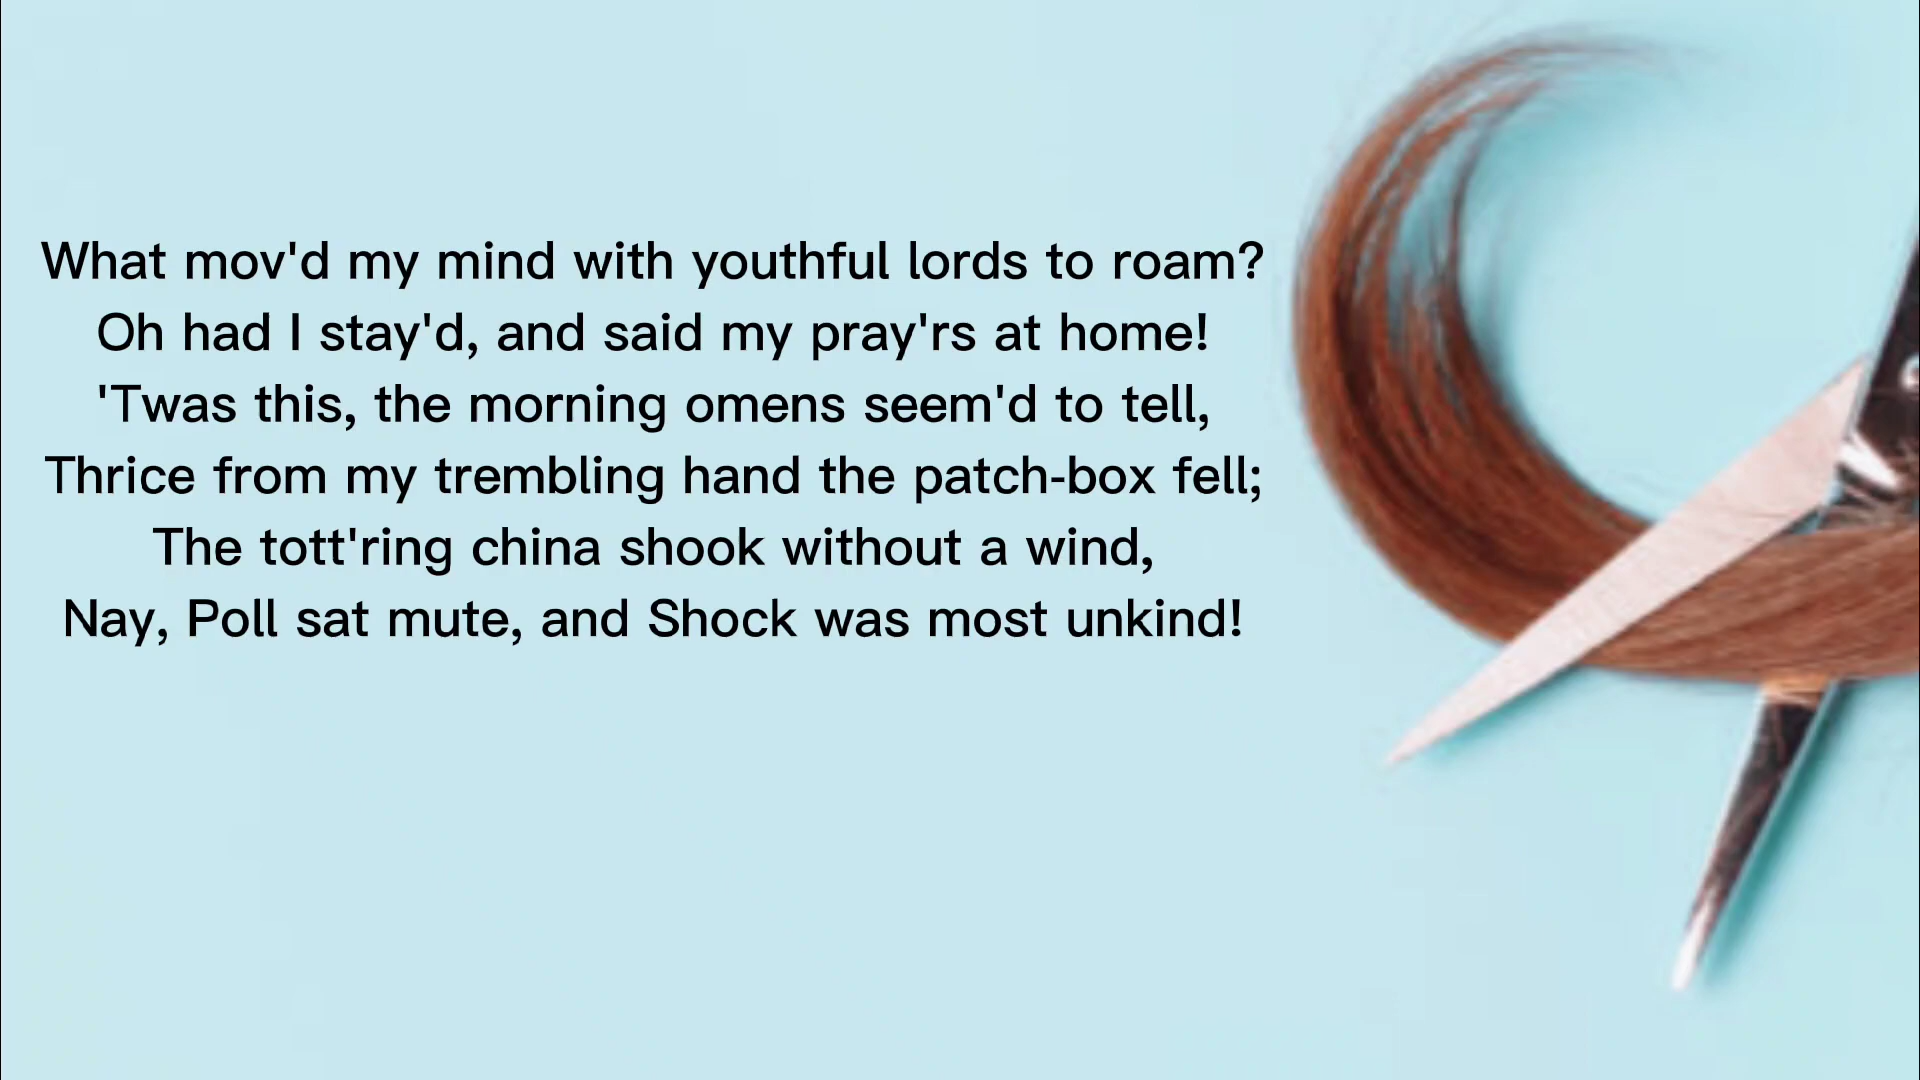 What mov'd my mind with youthful lords to roam?
Oh had I stay'd, and said my pray'rs at home!
'Twas this, the morning omens seem'd to tell,
Thrice from my trembling hand the patch-box fell;
The tott'ring china shook without a wind,
Nay, Poll sat mute, and Shock was most unkind!